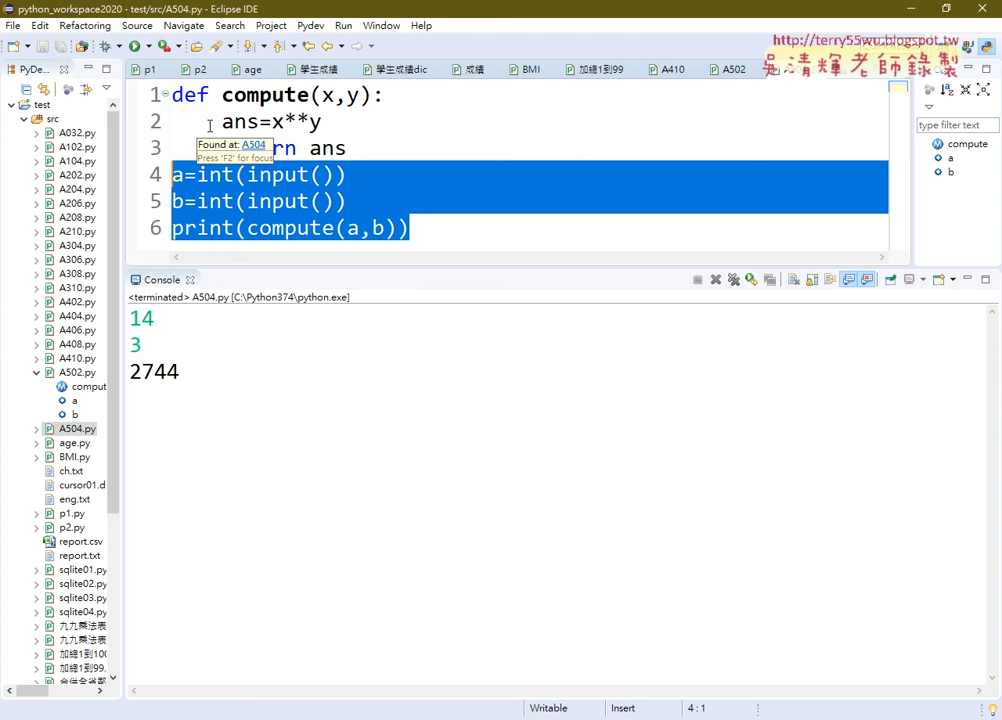 python_workspace2020 - test/src/A504.py - Eclipse IDE
File Edit Refactoring Source Navigate Search Project Pydev Run Window Help
http://terry55wu.blogspot.tw
吳清輝老師錄製
PyDe...
p1 p2 age 學生成績 學生成績dic 成績 BMI 加總1到99 A410 A502
test
src
A032.py
A102.py
A104.py
A202.py
A204.py
A206.py
A208.py
A210.py
A304.py
A306.py
A308.py
A310.py
A402.py
A404.py
A406.py
A408.py
A410.py
A502.py
comput
a
b
A504.py
age.py
BMI.py
ch.txt
cursor01.d
eng.txt
p1.py
p2.py
report.csv
report.txt
sqlite01.py
sqlite02.py
sqlite03.py
sqlite04.py
九九乘法表
九九乘法表
加總1到100
加總1到99.
1 def compute(x,y):
2 ans=x**y
3 rn ans
4 a=int(input())
5 b=int(input())
6 print(compute(a,b))
Found at: A504
Press 'F2' for focus
type filter text
compute
a
b
Console
<terminated> A504.py [C:\Python374\python.exe]
14
3
2744
Writable Insert 4 : 1